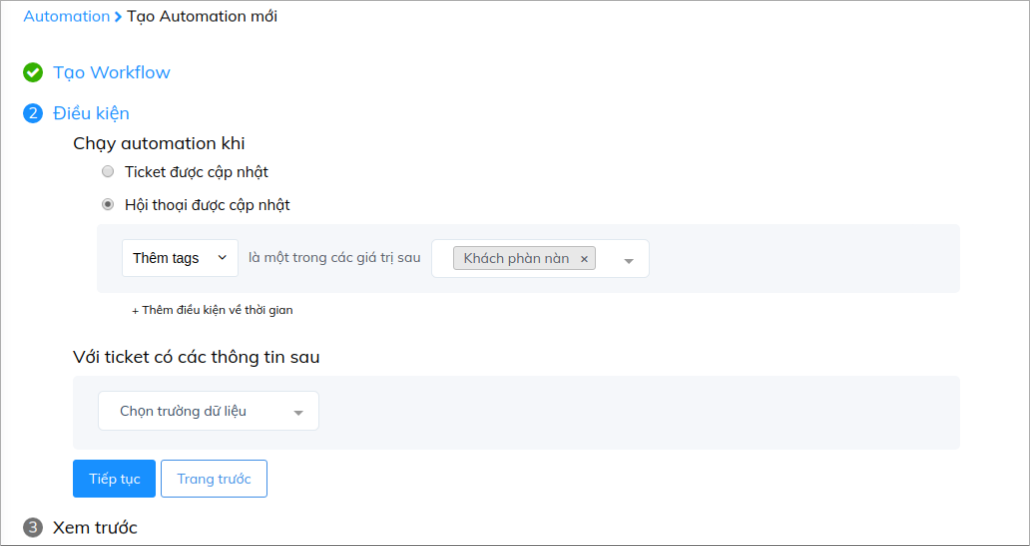 Automation > Tạo Automation mới
Tạo Workflow
2 Điều kiện
Chạy automation khi
Ticket được cập nhật
Hội thoại được cập nhật
Thêm tags là một trong các giá trị sau Khách phàn nàn ×
+ Thêm điều kiện về thời gian
Với ticket có các thông tin sau
Chọn trường dữ liệu
Tiếp tục Trang trước
3 Xem trước